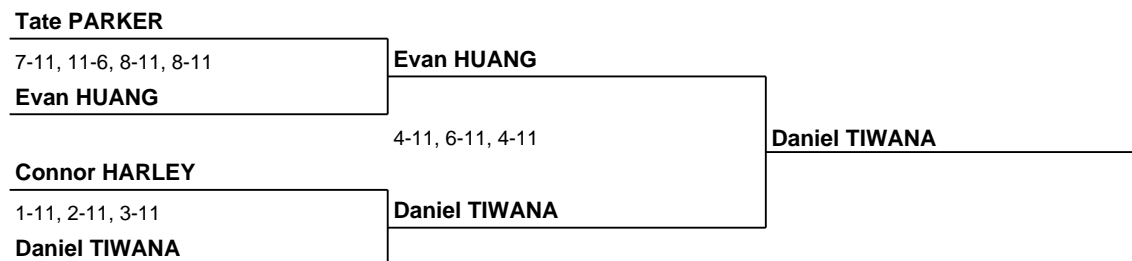 Tate PARKER
7-11, 11-6, 8-11, 8-11
Evan HUANG
Evan HUANG
4-11, 6-11, 4-11
Daniel TIWANA
Connor HARLEY
1-11, 2-11, 3-11
Daniel TIWANA
Daniel TIWANA